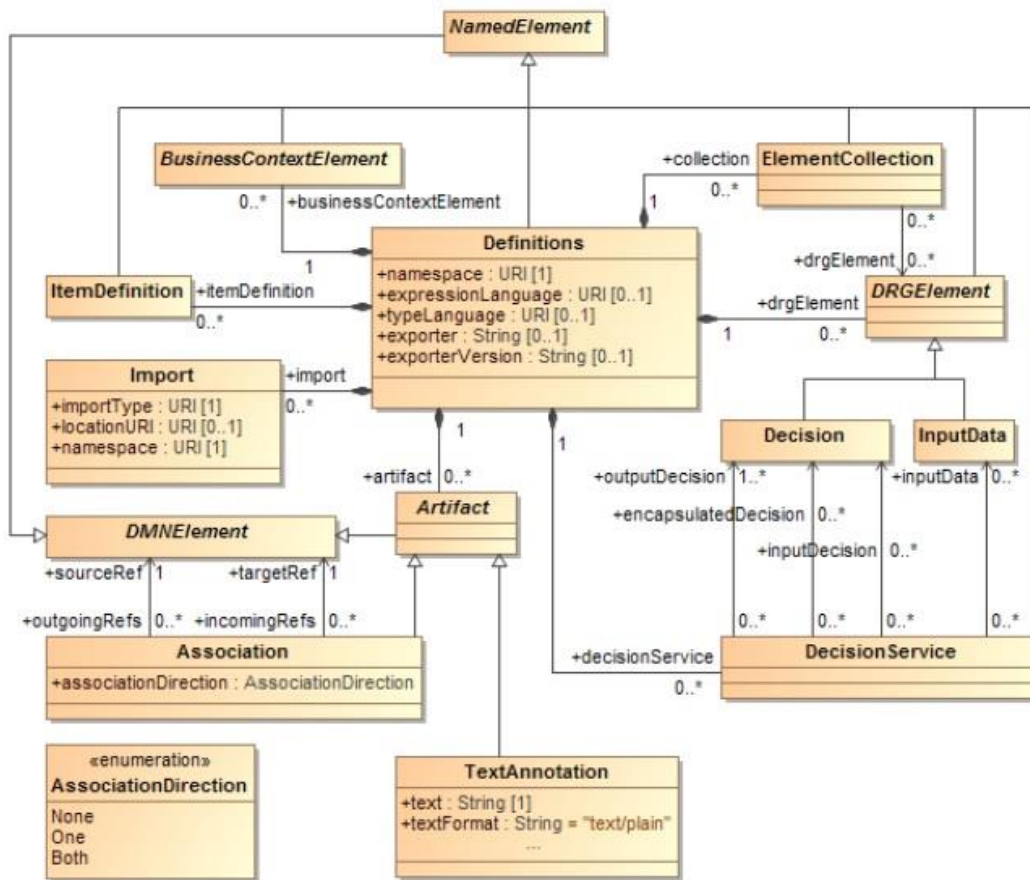 NamedElement
BusinessContextElement
0..*
+businessContextElement
1
+collection
0..*
1
ElementCollection
0..*
+drgElement
0..*
Definitions
+namespace : URI [1]
+expressionLanguage : URI [0..1]
+typeLanguage : URI [0..1]
+exporter : String [0..1]
+exporterVersion : String [0..1]
ItemDefinition
+itemDefinition
0..*
DRGElement
+drgElement
1
0..*
Import
+importType : URI [1]
+locationURI : URI [0..1]
+namespace : URI [1]
+import
0..*
1
1
+artifact
0..*
Artifact
Decision
InputData
+outputDecision
1..*
+inputData
0..*
+encapsulatedDecision
0..*
+inputDecision
0..*
DMNElement
+sourceRef
1
+targetRef
1
+outgoingRefs
0..*
+incomingRefs
0..*
Association
+associationDirection : AssociationDirection
0..*
0..*
0..*
0..*
+decisionService
0..*
DecisionService
«enumeration»
AssociationDirection
None
One
Both
TextAnnotation
+text : String [1]
+textFormat : String = "text/plain"
...